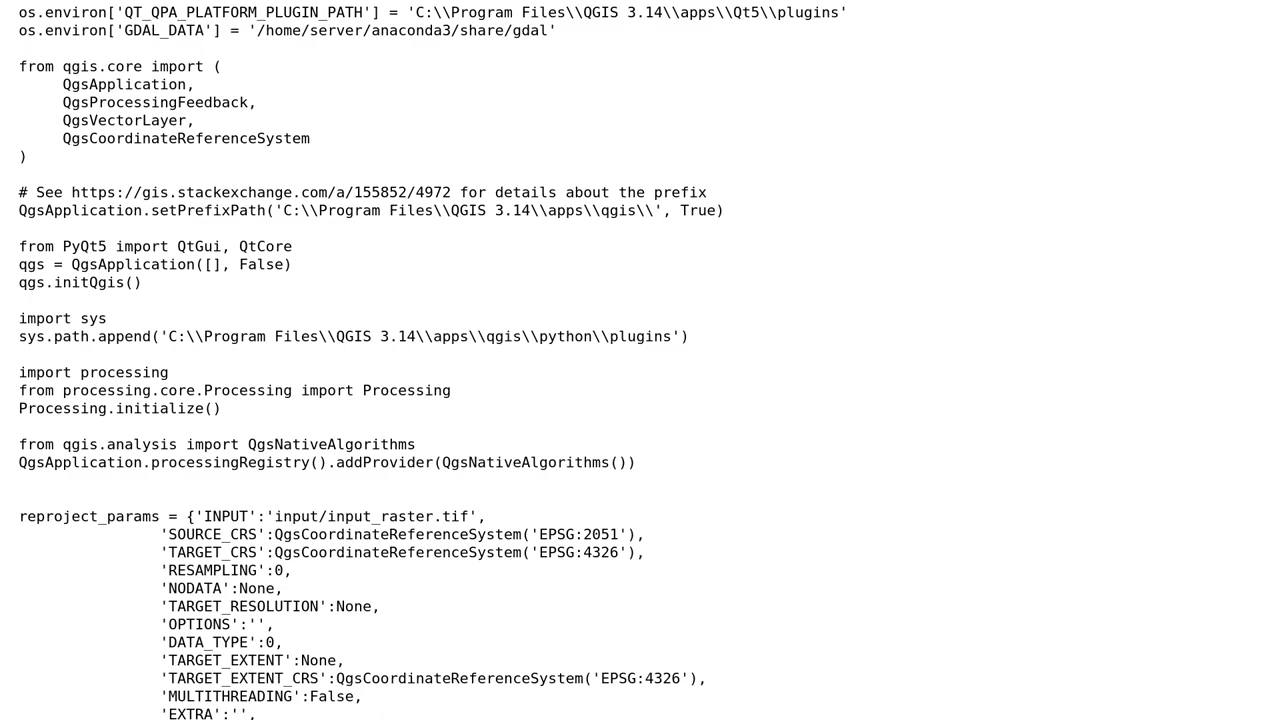 os.environ['QT_QPA_PLATFORM_PLUGIN_PATH'] = 'C:\\Program Files\\QGIS 3.14\\apps\\Qt5\\plugins'
os.environ['GDAL_DATA'] = '/home/server/anaconda3/share/gdal'

from qgis.core import (
     QgsApplication,
     QgsProcessingFeedback,
     QgsVectorLayer,
     QgsCoordinateReferenceSystem
)

# See https://gis.stackexchange.com/a/155852/4972 for details about the prefix
QgsApplication.setPrefixPath('C:\\Program Files\\QGIS 3.14\\apps\\qgis\\', True)

from PyQt5 import QtGui, QtCore
qgs = QgsApplication([], False)
qgs.initQgis()

import sys
sys.path.append('C:\\Program Files\\QGIS 3.14\\apps\\qgis\\python\\plugins')

import processing
from processing.core.Processing import Processing
Processing.initialize()

from qgis.analysis import QgsNativeAlgorithms
QgsApplication.processingRegistry().addProvider(QgsNativeAlgorithms())


reproject_params = {'INPUT':'input/input_raster.tif',
                'SOURCE_CRS':QgsCoordinateReferenceSystem('EPSG:2051'),
                'TARGET_CRS':QgsCoordinateReferenceSystem('EPSG:4326'),
                'RESAMPLING':0,
                'NODATA':None,
                'TARGET_RESOLUTION':None,
                'OPTIONS':'',
                'DATA_TYPE':0,
                'TARGET_EXTENT':None,
                'TARGET_EXTENT_CRS':QgsCoordinateReferenceSystem('EPSG:4326'),
                'MULTITHREADING':False,
                'EXTRA':'',